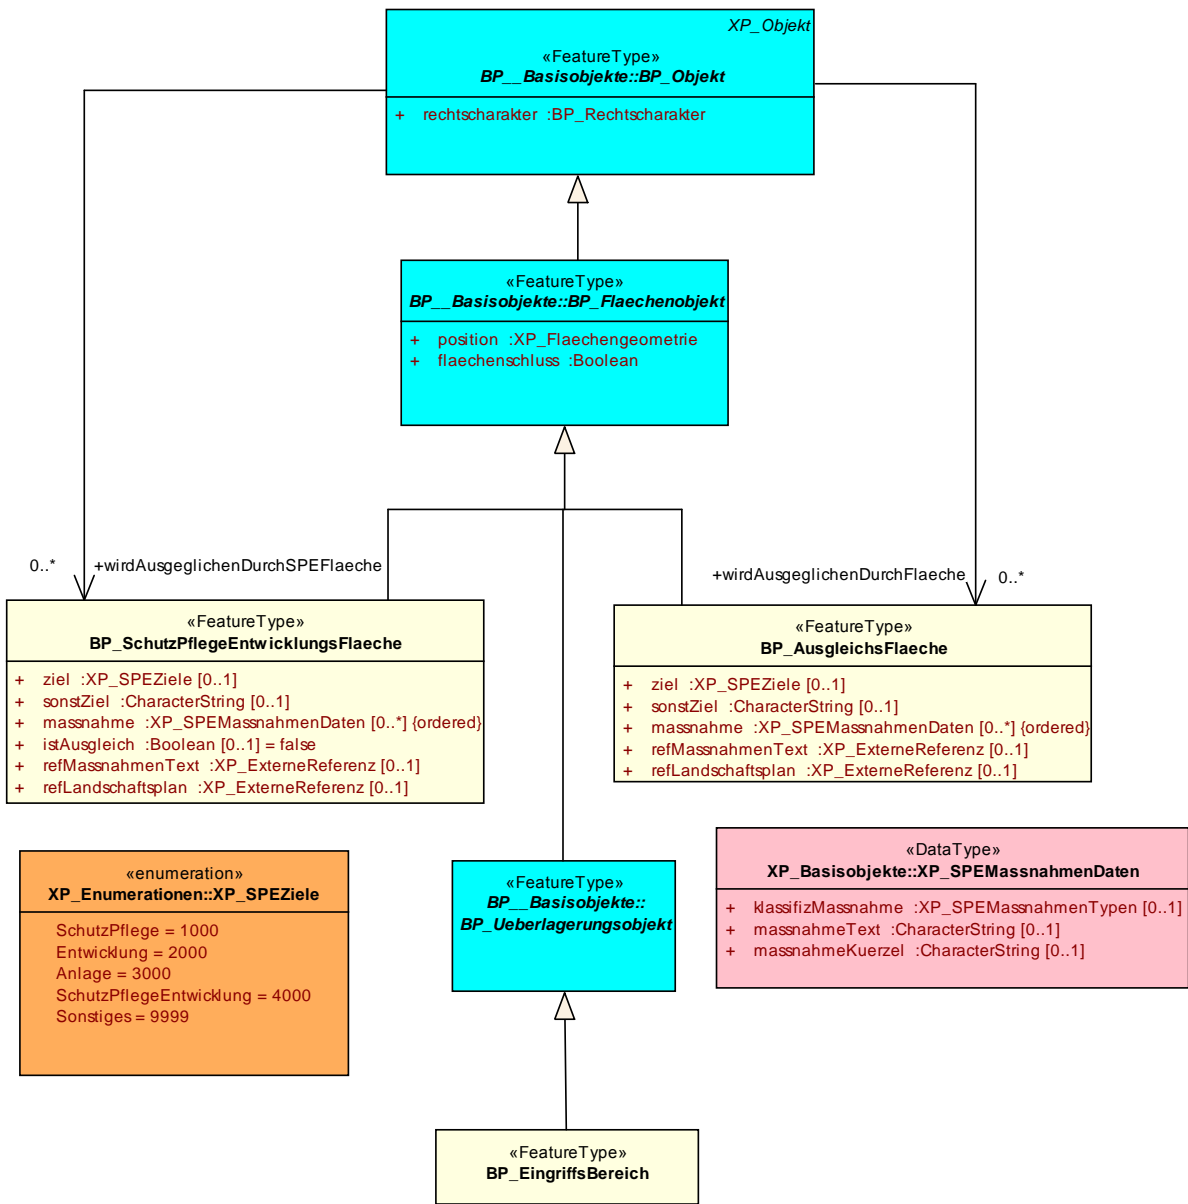 XP_Objekt
«FeatureType»
BP__Basisobjekte::BP_Objekt
+ rechtscharakter :BP_Rechtscharakter
«FeatureType»
BP__Basisobjekte::BP_Flaechenobjekt
+ position :XP_Flaechengeometrie
+ flaechenschluss :Boolean
0..* +wirdAusgeglichenDurchSPEFlaeche
+wirdAusgeglichenDurchFlaeche 0..*
«FeatureType»
BP_SchutzPflegeEntwicklungsFlaeche
+ ziel :XP_SPEZiele [0..1]
+ sonstZiel :CharacterString [0..1]
+ massnahme :XP_SPEMassnahmenDaten [0..*] {ordered}
+ istAusgleich :Boolean [0..1] = false
+ refMassnahmenText :XP_ExterneReferenz [0..1]
+ refLandschaftsplan :XP_ExterneReferenz [0..1]
«FeatureType»
BP_AusgleichsFlaeche
+ ziel :XP_SPEZiele [0..1]
+ sonstZiel :CharacterString [0..1]
+ massnahme :XP_SPEMassnahmenDaten [0..*] {ordered}
+ refMassnahmenText :XP_ExterneReferenz [0..1]
+ refLandschaftsplan :XP_ExterneReferenz [0..1]
«enumeration»
XP_Enumerationen::XP_SPEZiele
SchutzPflege = 1000
Entwicklung = 2000
Anlage = 3000
SchutzPflegeEntwicklung = 4000
Sonstiges = 9999
«FeatureType»
BP__Basisobjekte::
BP_Ueberlagerungsobjekt
«DataType»
XP_Basisobjekte::XP_SPEMassnahmenDaten
+ klassifizMassnahme :XP_SPEMassnahmenTypen [0..1]
+ massnahmeText :CharacterString [0..1]
+ massnahmeKuerzel :CharacterString [0..1]
«FeatureType»
BP_EingriffsBereich